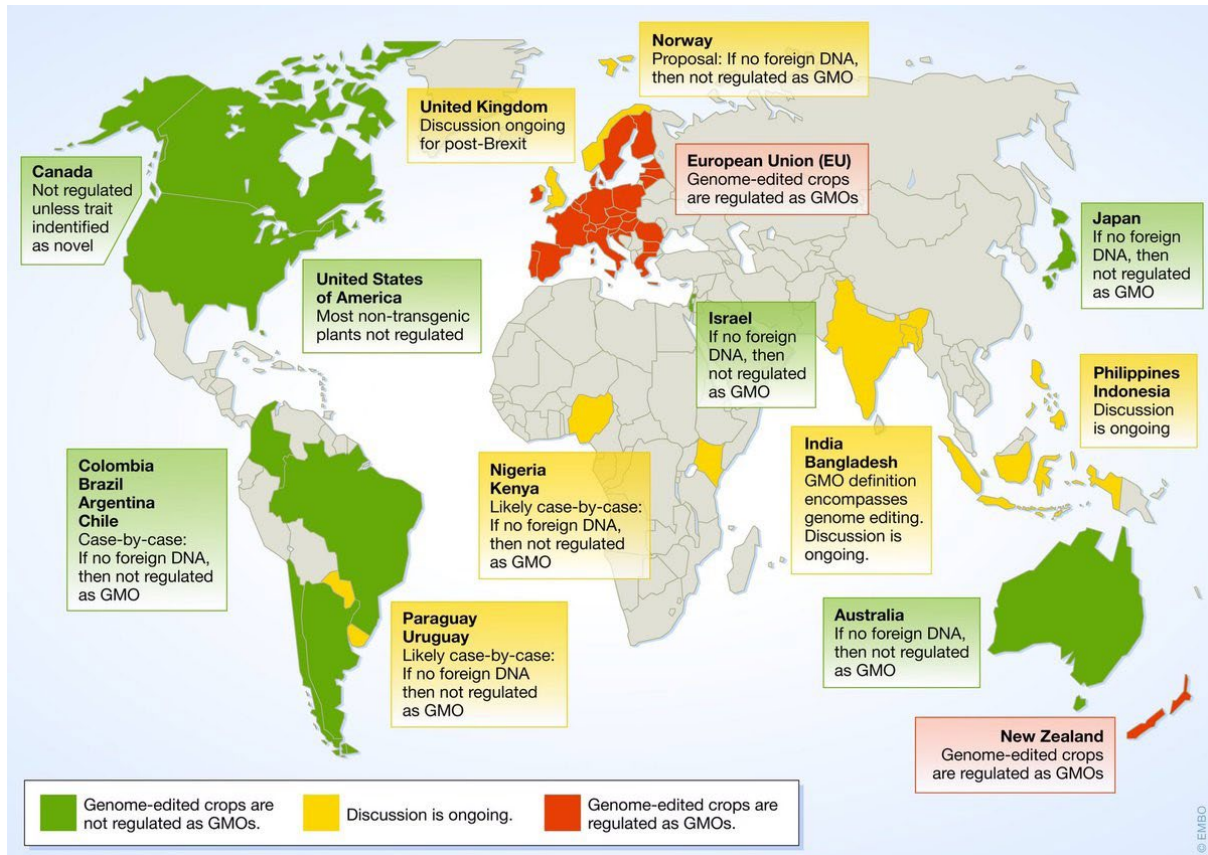 Norway
Proposal: If no foreign DNA,
then not regulated as GMO
United Kingdom
Discussion ongoing
for post-Brexit
European Union (EU)
Genome-edited crops
are regulated as GMOs
Canada
Not regulated
unless trait
indentified
as novel
Japan
If no foreign
DNA, then
not regulated
as GMO
United States
of America
Most non-transgenic
plants not regulated
Israel
If no foreign
DNA, then
not regulated
as GMO
Philippines
Indonesia
Discussion
is ongoing
Colombia
Brazil
Argentina
Chile
Case-by-case:
If no foreign DNA,
then not regulated
as GMO
Nigeria
Kenya
Likely case-by-case:
If no foreign DNA,
then not regulated
as GMO
India
Bangladesh
GMO definition
encompasses
genome editing.
Discussion is
ongoing.
Paraguay
Uruguay
Likely case-by-case:
If no foreign DNA
then not regulated
as GMO
Australia
If no foreign DNA,
then not regulated
as GMO
New Zealand
Genome-edited crops
are regulated as GMOs
Genome-edited crops are
not regulated as GMOs.
Discussion is ongoing.
Genome-edited crops are
regulated as GMOs.
© EMBO